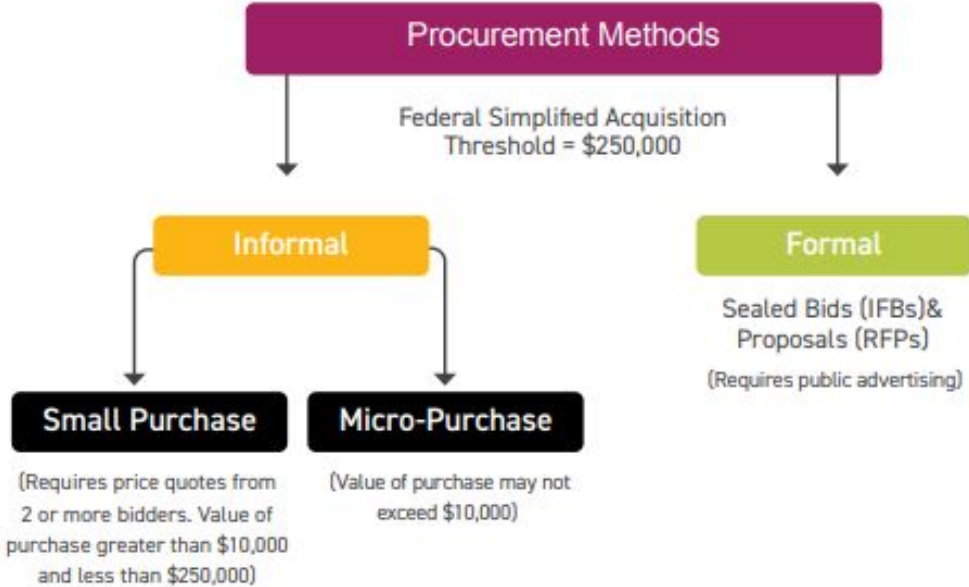 Procurement Methods
Federal Simplified Acquisition
Threshold = $250,000
Informal
Formal
Sealed Bids (IFBs)&
Proposals (RFPs)
(Requires public advertising)
Small Purchase
(Requires price quotes from
2 or more bidders. Value of
purchase greater than $10,000
and less than $250,000)
Micro-Purchase
(Value of purchase may not
exceed $10,000)